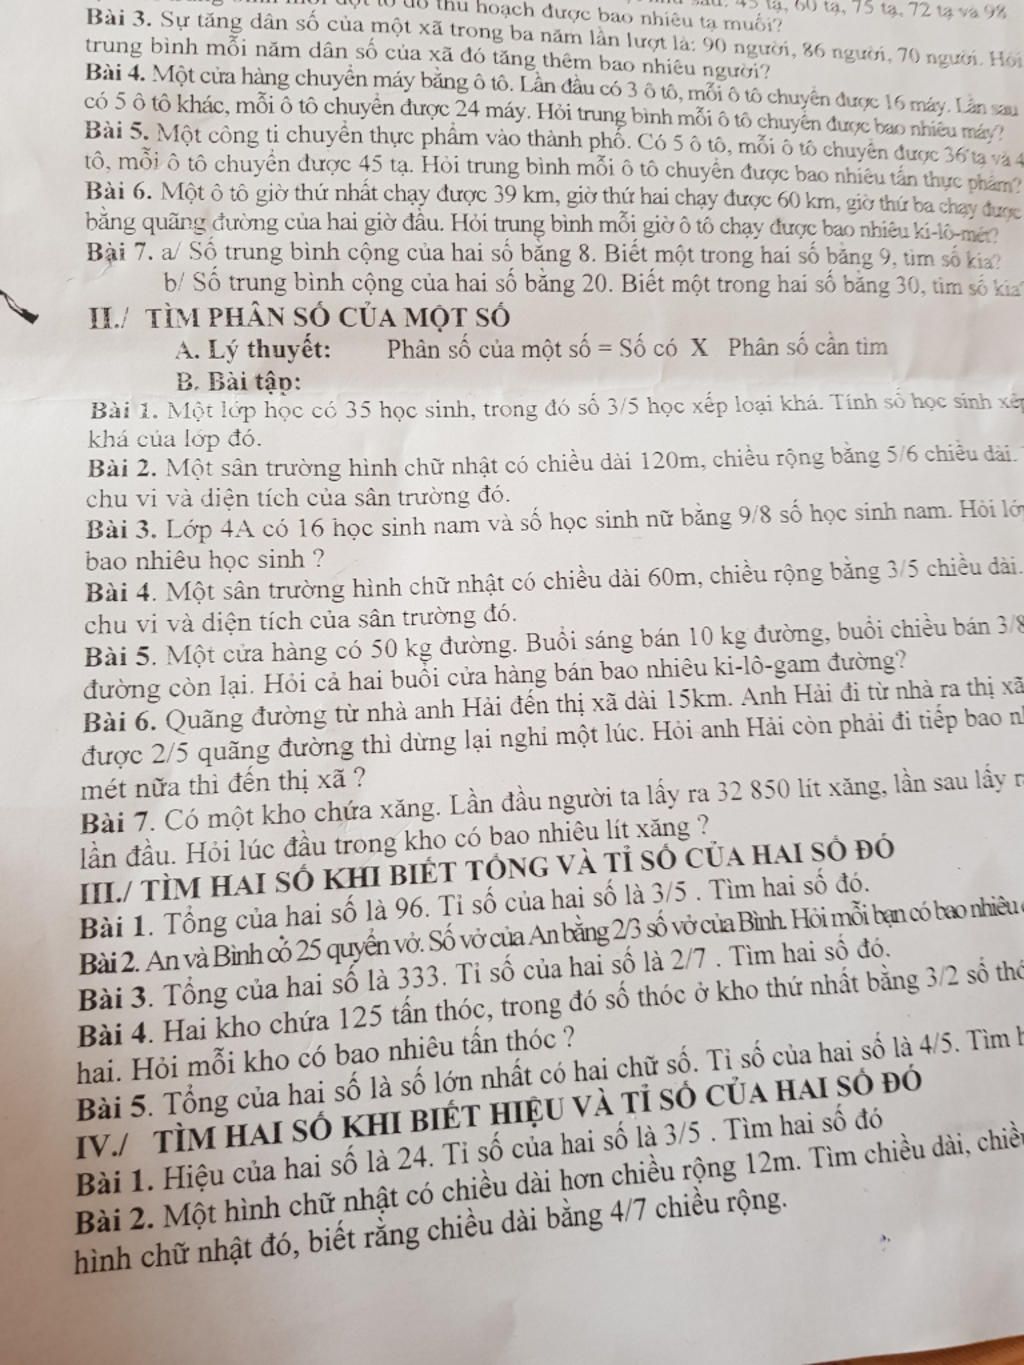 thu hoạch được bao nhiêu tạ muối? 45 tạ, 60 tạ, 75 tạ, 72 tạ và 98
Bài 3. Sự tăng dân số của một xã trong ba năm lần lượt là: 90 người, 86 người, 70 người. Hỏi
trung bình mỗi năm dân số của xã đó tăng thêm bao nhiêu người?
Bài 4. Một cửa hàng chuyển máy bằng ô tô. Lần đầu có 3 ô tô, mỗi ô tô chuyển được 16 máy. Lần sau
có 5 ô tô khác, mỗi ô tô chuyển được 24 máy. Hỏi trung bình mỗi ô tô chuyển được bao nhiêu máy?
Bài 5. Một công ti chuyển thực phẩm vào thành phố. Có 5 ô tô, mỗi ô tô chuyển được 36 tạ và 4
tô, mỗi ô tô chuyển được 45 tạ. Hỏi trung bình mỗi ô tô chuyển được bao nhiêu tấn thực phẩm?
Bài 6. Một ô tô giờ thứ nhất chạy được 39 km, giờ thứ hai chạy được 60 km, giờ thứ ba chạy được
bằng quãng đường của hai giờ đầu. Hỏi trung bình mỗi giờ ô tô chạy được bao nhiêu ki-lô-mét?
Bài 7. a/ Số trung bình cộng của hai số bằng 8. Biết một trong hai số bằng 9, tìm số kia?
b/ Số trung bình cộng của hai số bằng 20. Biết một trong hai số bằng 30, tìm số kia?
II./ TÌM PHÂN SỐ CỦA MỘT SỐ
A. Lý thuyết: Phân số của một số = Số có X Phân số cần tìm
B. Bài tập:
Bài 1. Một lớp học có 35 học sinh, trong đó số 3/5 học xếp loại khá. Tính số học sinh xếp
khá của lớp đó.
Bài 2. Một sân trường hình chữ nhật có chiều dài 120m, chiều rộng bằng 5/6 chiều dài.
chu vi và diện tích của sân trường đó.
Bài 3. Lớp 4A có 16 học sinh nam và số học sinh nữ bằng 9/8 số học sinh nam. Hỏi lớp
bao nhiêu học sinh ?
Bài 4. Một sân trường hình chữ nhật có chiều dài 60m, chiều rộng bằng 3/5 chiều dài.
chu vi và diện tích của sân trường đó.
Bài 5. Một cửa hàng có 50 kg đường. Buổi sáng bán 10 kg đường, buổi chiều bán 3/8
đường còn lại. Hỏi cả hai buổi cửa hàng bán bao nhiêu ki-lô-gam đường?
Bài 6. Quãng đường từ nhà anh Hải đến thị xã dài 15km. Anh Hải đi từ nhà ra thị xã
được 2/5 quãng đường thì dừng lại nghỉ một lúc. Hỏi anh Hải còn phải đi tiếp bao
mét nữa thì đến thị xã ?
Bài 7. Có một kho chứa xăng. Lần đầu người ta lấy ra 32 850 lít xăng, lần sau lấy
lần đầu. Hỏi lúc đầu trong kho có bao nhiêu lít xăng ?
III./ TÌM HAI SỐ KHI BIẾT TỔNG VÀ TỈ SỐ CỦA HAI SỐ ĐÓ
Bài 1. Tổng của hai số là 96. Tỉ số của hai số là 3/5 . Tìm hai số đó.
Bài 2. An và Bình có 25 quyển vở. Số vở của An bằng 2/3 số vở của Bình. Hỏi mỗi bạn có bao nhiêu
Bài 3. Tổng của hai số là 333. Tỉ số của hai số là 2/7 . Tìm hai số đó.
Bài 4. Hai kho chứa 125 tấn thóc, trong đó số thóc ở kho thứ nhất bằng 3/2 số
hai. Hỏi mỗi kho có bao nhiêu tấn thóc ?
Bài 5. Tổng của hai số là số lớn nhất có hai chữ số. Tỉ số của hai số là 4/5. Tìm
IV./ TÌM HAI SỐ KHI BIẾT HIỆU VÀ TỈ SỐ CỦA HAI SỐ ĐÓ
Bài 1. Hiệu của hai số là 24. Tỉ số của hai số là 3/5 . Tìm hai số đó
Bài 2. Một hình chữ nhật có chiều dài hơn chiều rộng 12m. Tìm chiều dài, chiều
hình chữ nhật đó, biết rằng chiều dài bằng 4/7 chiều rộng.